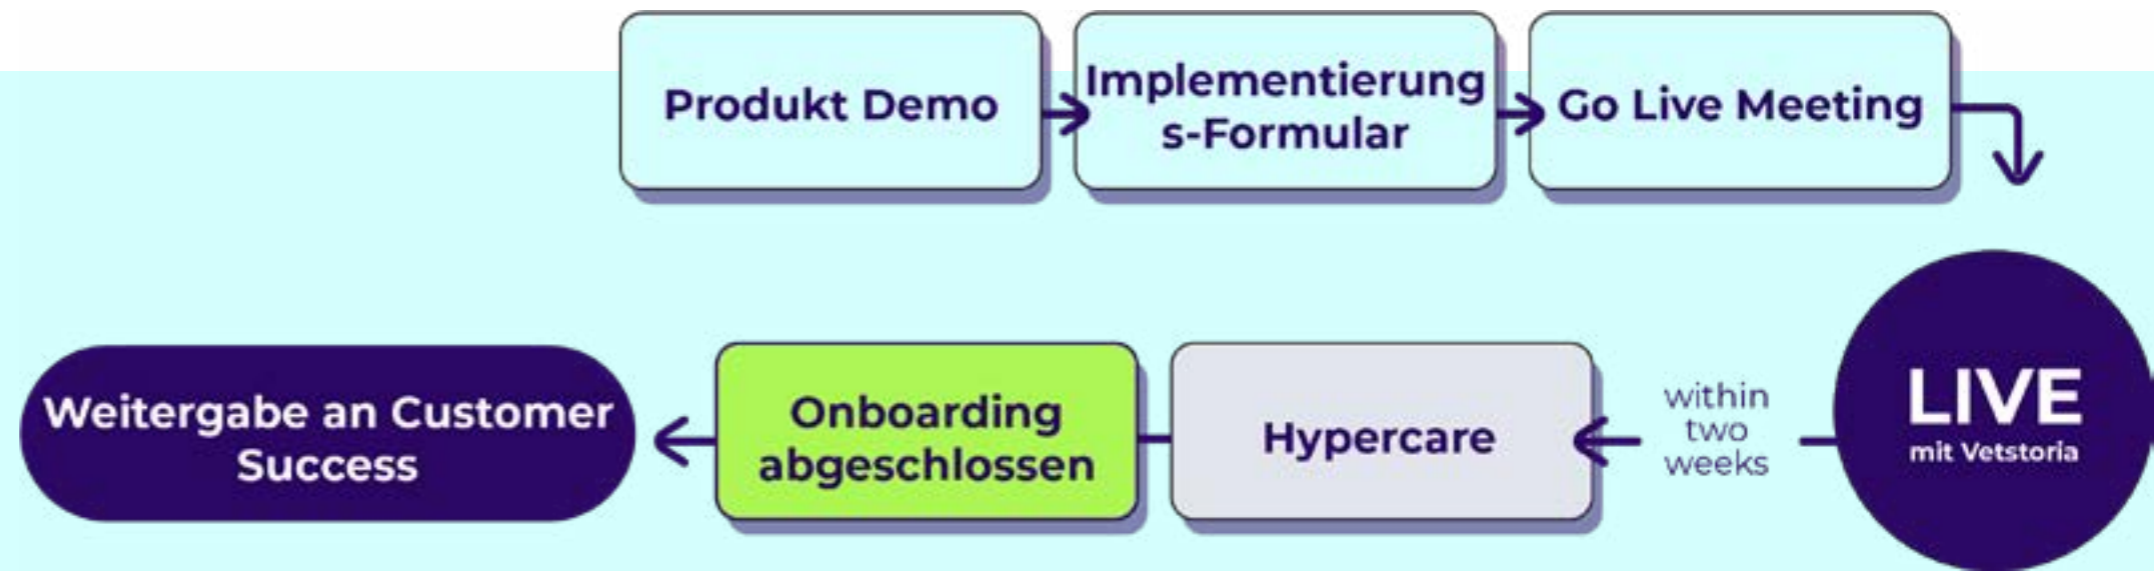 Produkt Demo
Implementierung
s-Formular
Go Live Meeting
LIVE
mit Vetstoria
within
two
weeks
Hypercare
Onboarding
abgeschlossen
Weitergabe an Customer
Success